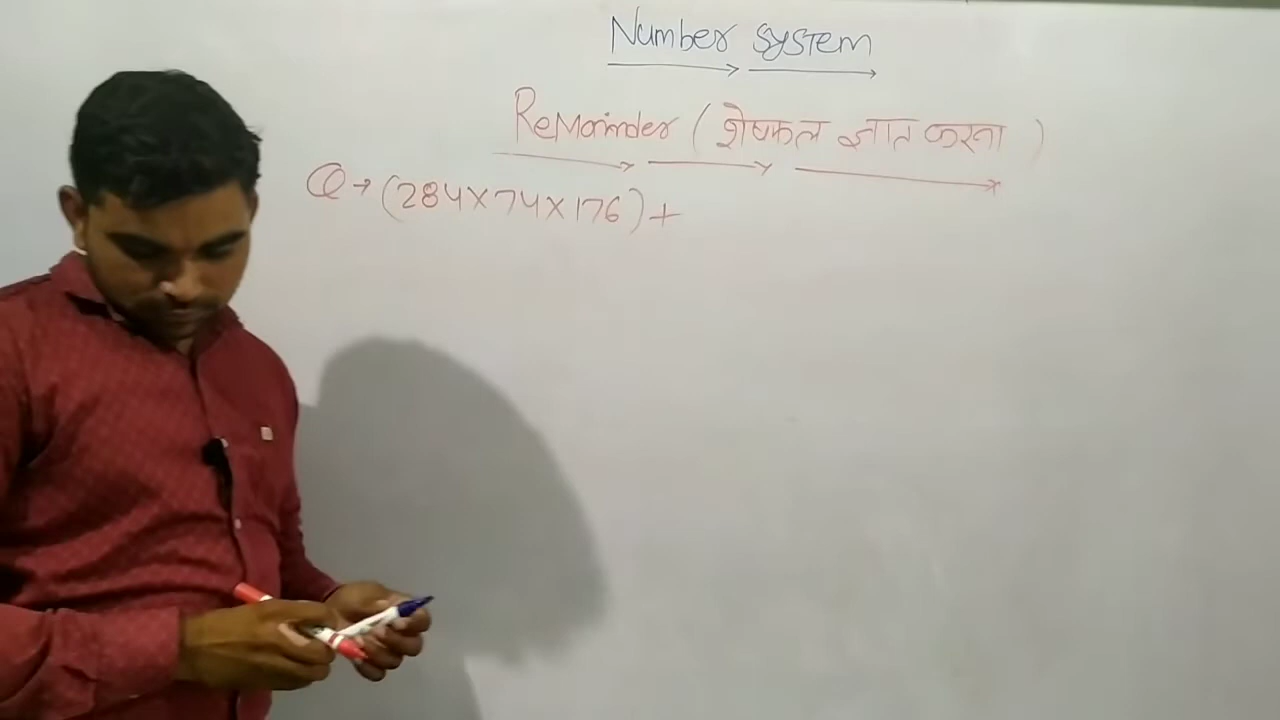 Number system
Remainder (शेषफल ज्ञात करना)
Q→(284×74×176)+